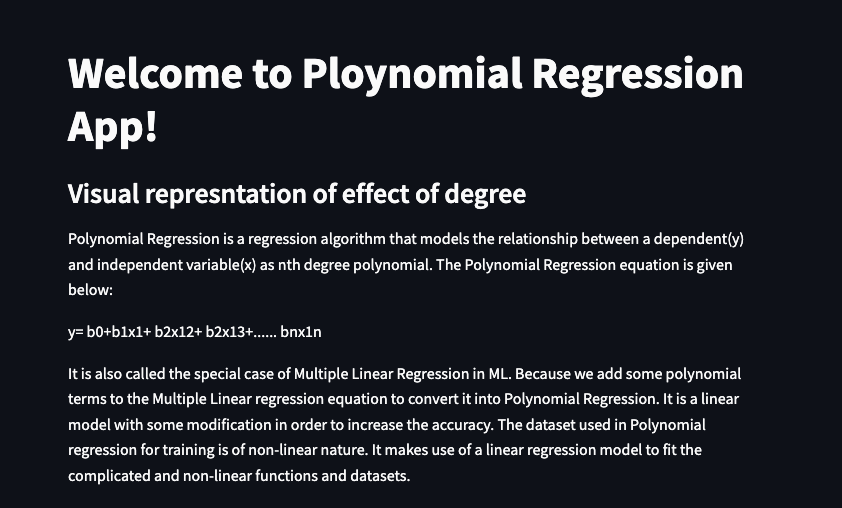 Welcome to Ploynomial Regression
App!
Visual represntation of effect of degree
Polynomial Regression is a regression algorithm that models the relationship between a dependent(y)
and independent variable(x) as nth degree polynomial. The Polynomial Regression equation is given
below:
y= b0+b1x1+ b2x12+ b2x13+...... bnx1n
It is also called the special case of Multiple Linear Regression in ML. Because we add some polynomial
terms to the Multiple Linear regression equation to convert it into Polynomial Regression. It is a linear
model with some modification in order to increase the accuracy. The dataset used in Polynomial
regression for training is of non-linear nature. It makes use of a linear regression model to fit the
complicated and non-linear functions and datasets.